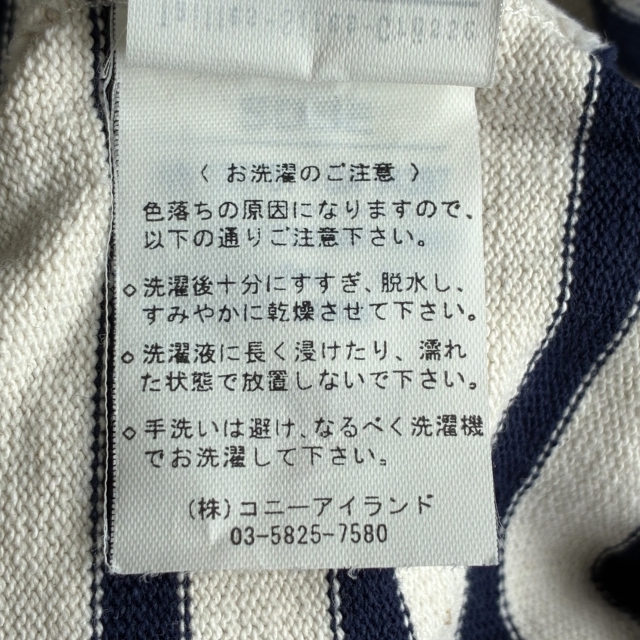 Tailles-Sizes-Grösse
〈 お洗濯のご注意 〉
色落ちの原因になりますので、
以下の通りご注意下さい。
◇洗濯後十分にすすぎ、脱水し、
すみやかに乾燥させて下さい。
◇洗濯液に長く浸けたり、濡れ
た状態で放置しないで下さい。
◇手洗いは避け、なるべく洗濯機
でお洗濯して下さい。
(株) コニーアイランド
03-5825-7580